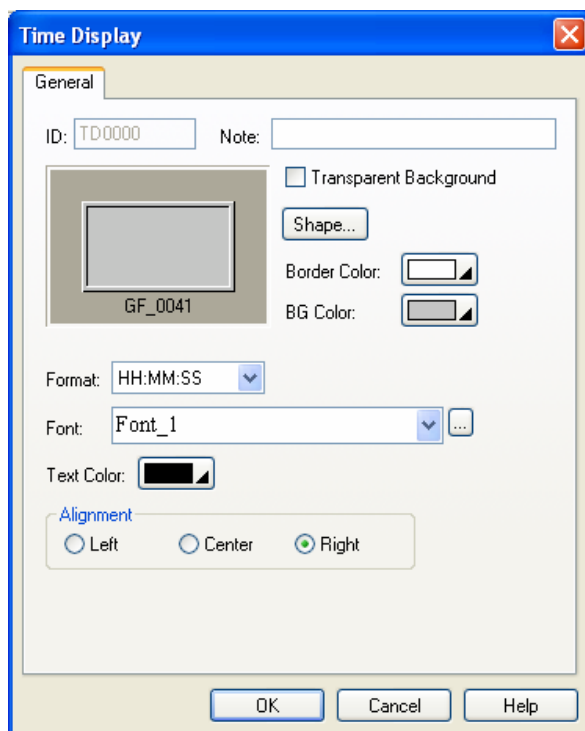 Time Display
General
ID: TD0000 Note:
Transparent Background
Shape...
Border Color:
GF_0041
BG Color:
Format: HH:MM:SS
Font: Font_1 ...
Text Color:
Alignment
Left Center Right
OK Cancel Help